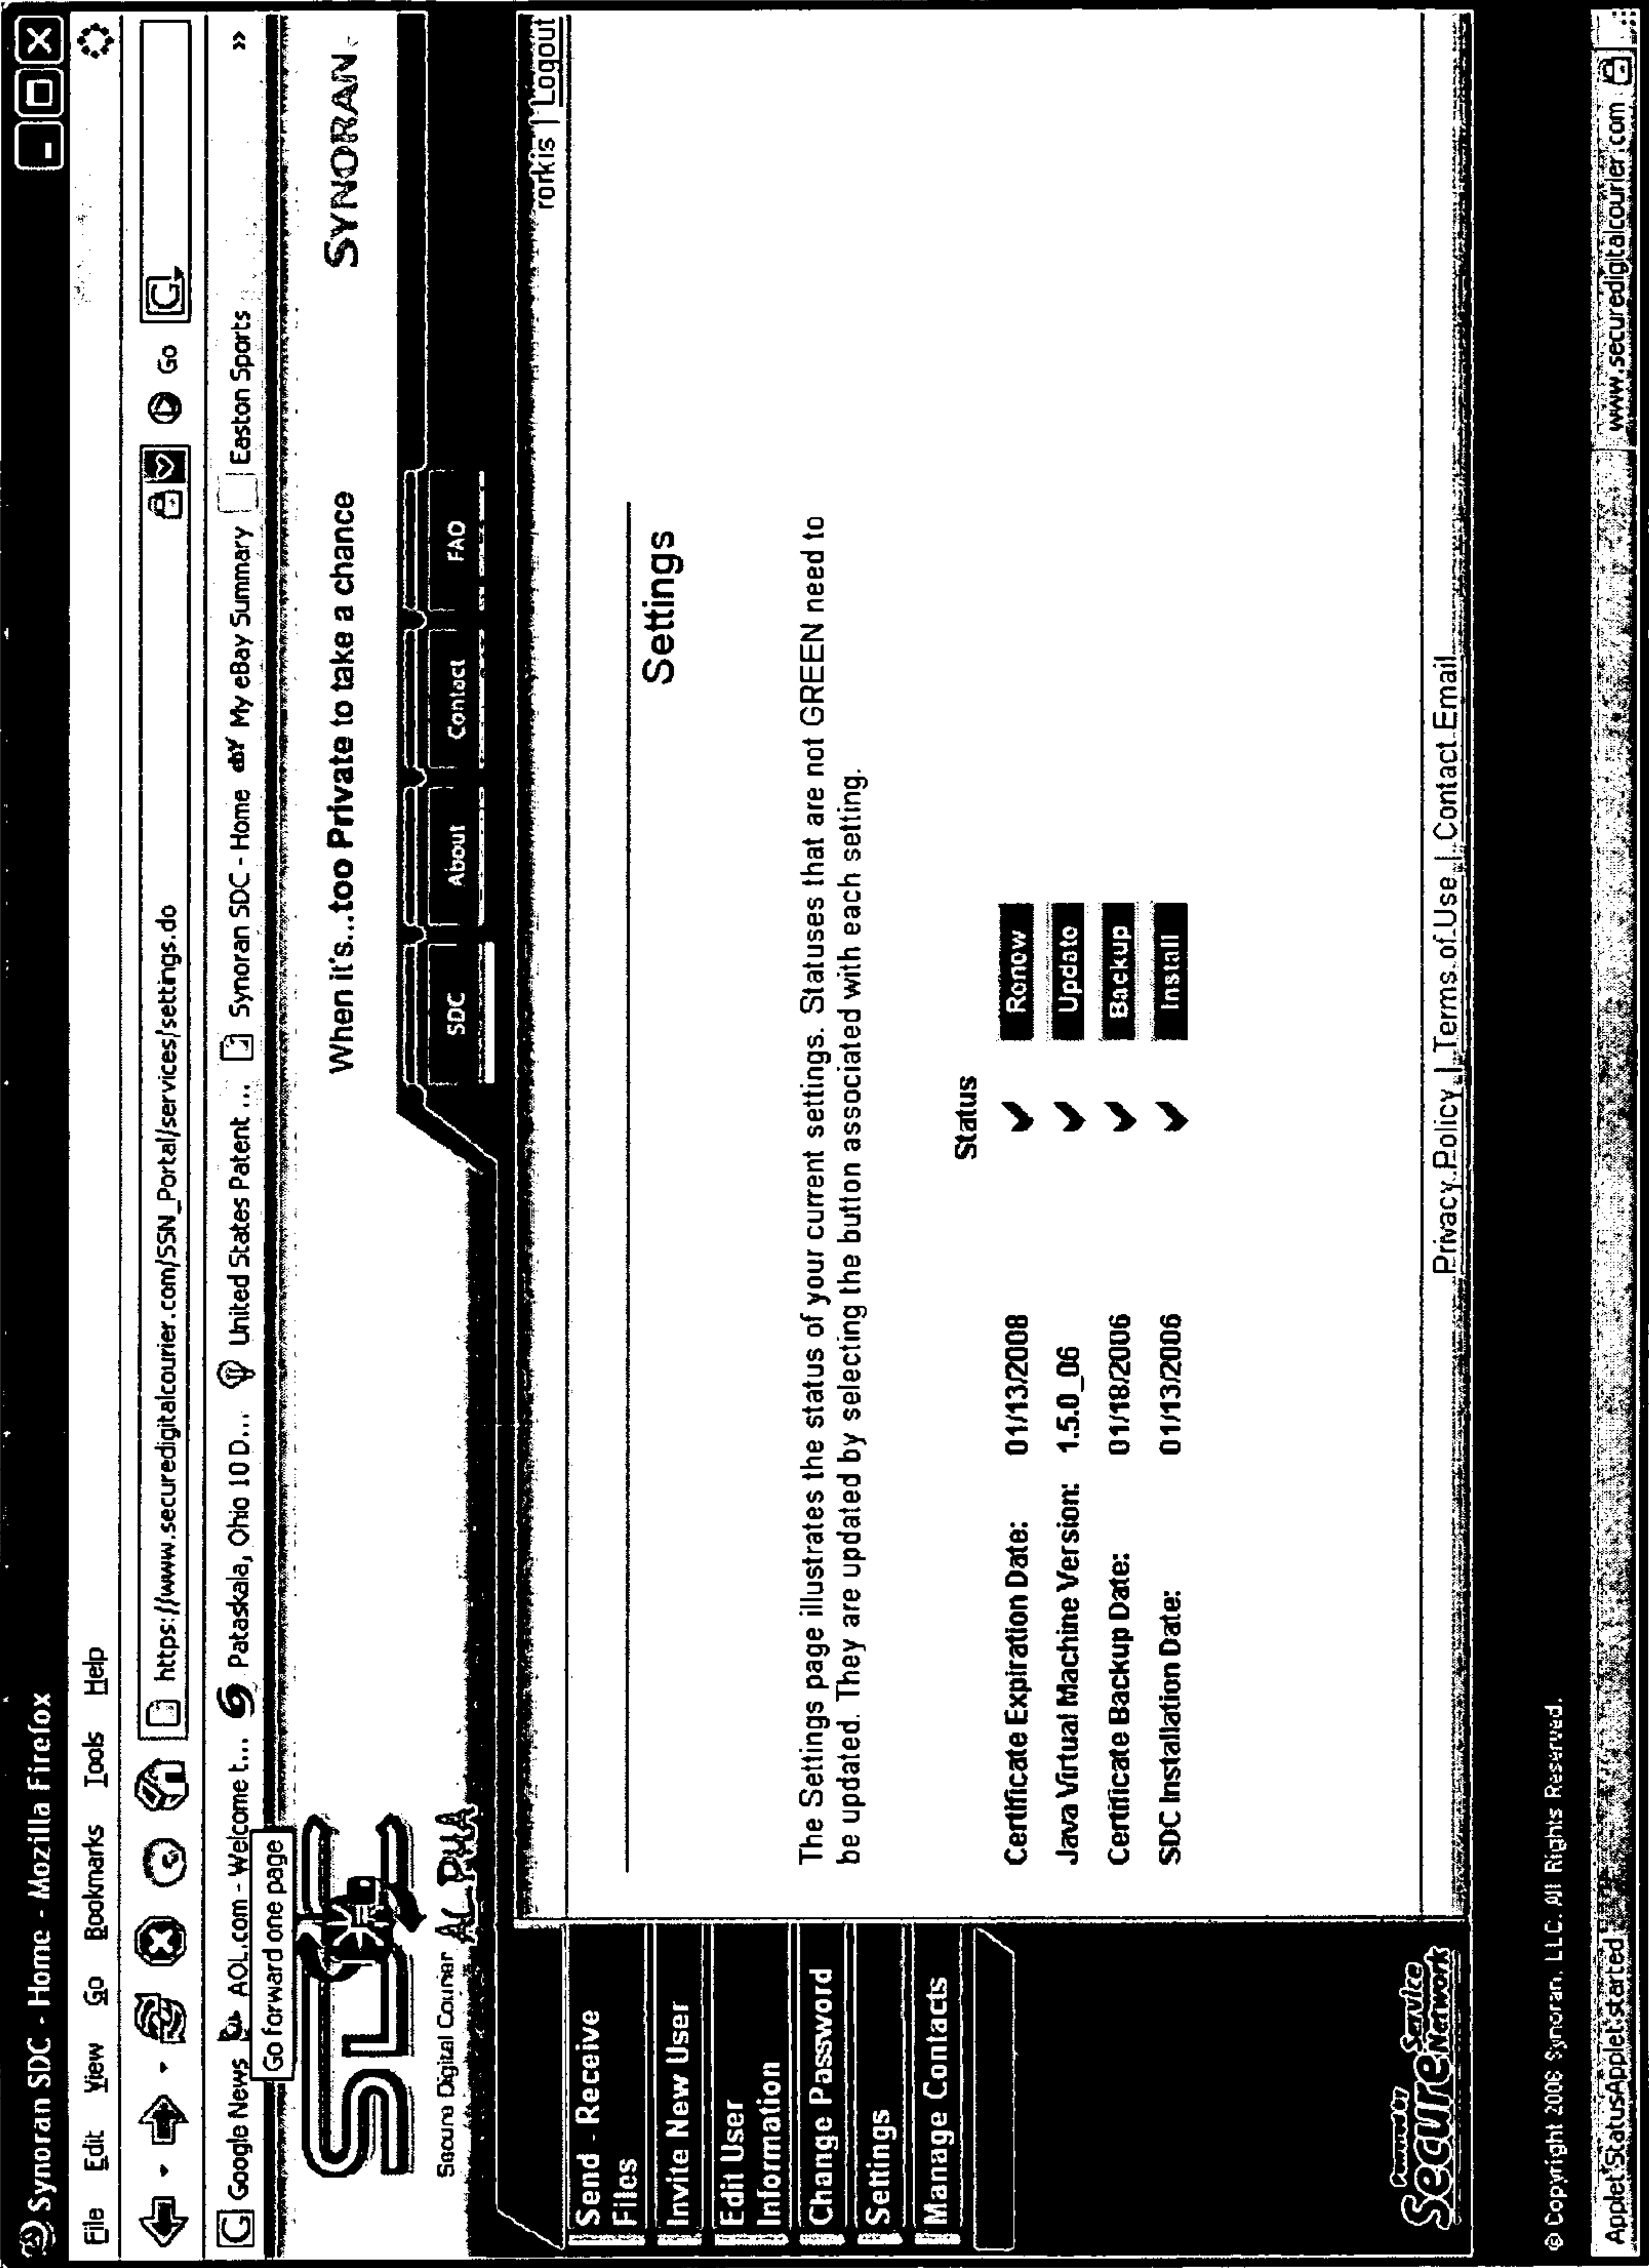 Synoran SDC - Home - Mozilla Firefox
File Edit View Go Bookmarks Tools Help
https://www.securedigitalcourier.com/SSN_Portal/services/settings.do
Go
G
G Google News AOL.com - Welcome t... Pataskala, Ohio 10 D... United States Patent ... Synoran SDC - Home My eBay Summary Easton Sports »
Go forward one page
When it's...too Private to take a chance
SYNORAN
Secure Digital Courier ALPHA
SDC About Contact FAQ
rorkis | Logout
Send - Receive
Files
Invite New User
Edit User
Information
Change Password
Settings
Manage Contacts
Settings
The Settings page illustrates the status of your current settings. Statuses that are not GREEN need to
be updated. They are updated by selecting the button associated with each setting.
Status
Certificate Expiration Date: 01/13/2008 Renew
Java Virtual Machine Version: 1.5.0_06 Update
Certificate Backup Date: 01/18/2006 Backup
SDC Installation Date: 01/13/2006 Install
Powered by
Secure Service
Network
Privacy Policy | Terms of Use | Contact Email
© Copyright 2006 Synoran, LLC. All Rights Reserved.
Applet StatusApplet started www.securedigitalcourier.com